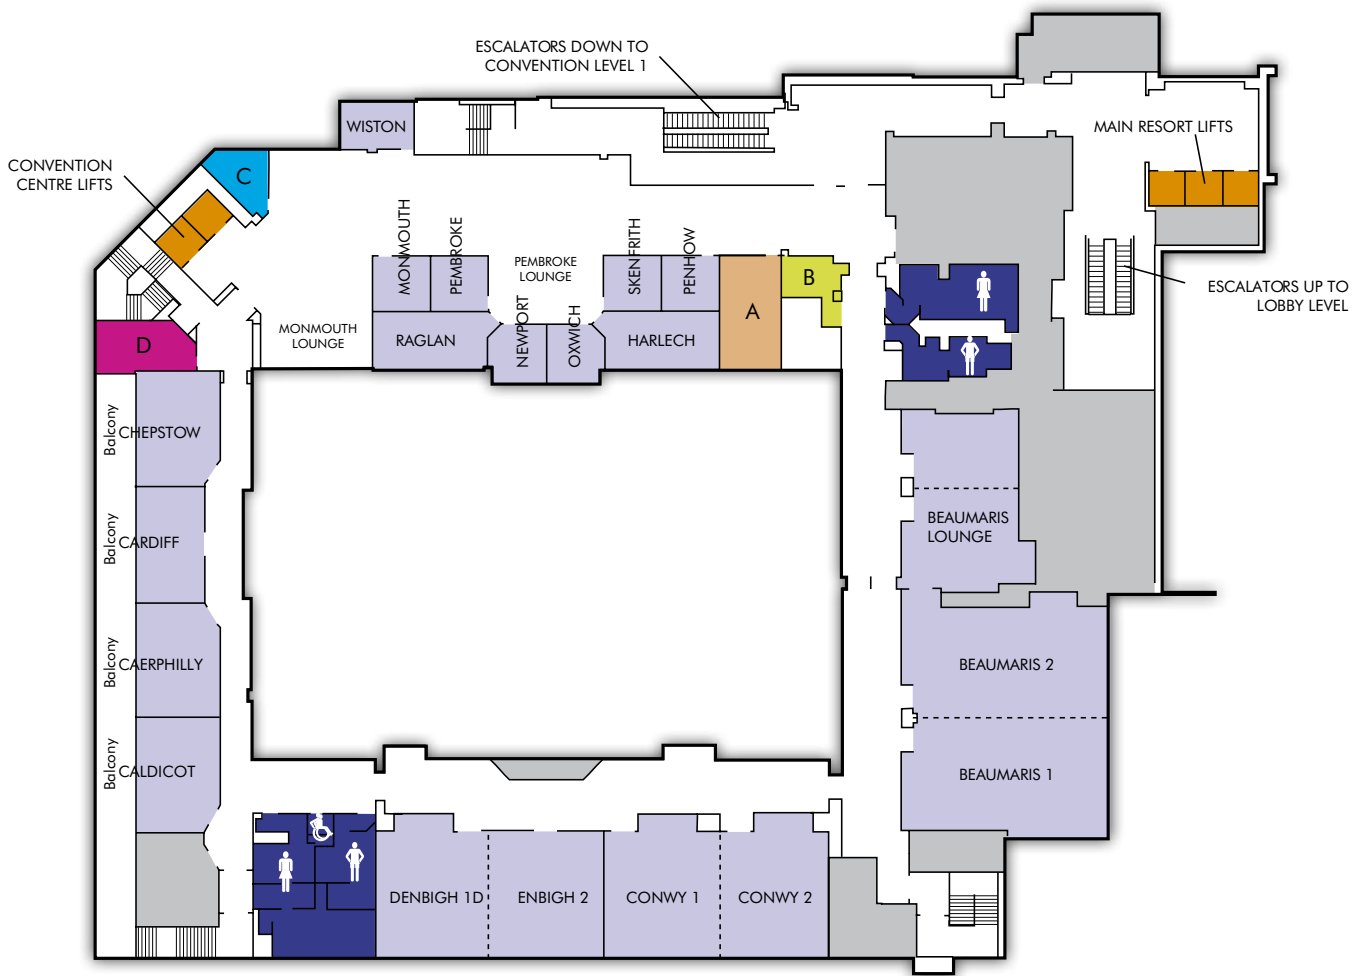 ESCALATORS DOWN TO
CONVENTION LEVEL 1
WISTON
MAIN RESORT LIFTS
CONVENTION
CENTRE LIFTS
C
MONMOUTH
PEMBROKE
PEMBROKE
LOUNGE
SKENFRITH
PENHOW
B
ESCALATORS UP TO
LOBBY LEVEL
A
MONMOUTH
LOUNGE
RAGLAN
NEWPORT
OXWICH
HARLECH
D
Balcony
CHEPSTOW
Balcony
CARDIFF
BEAUMARIS
LOUNGE
Balcony
CAERPHILLY
BEAUMARIS 2
Balcony
CALDICOT
BEAUMARIS 1
DENBIGH 1D
ENBIGH 2
CONWY 1
CONWY 2